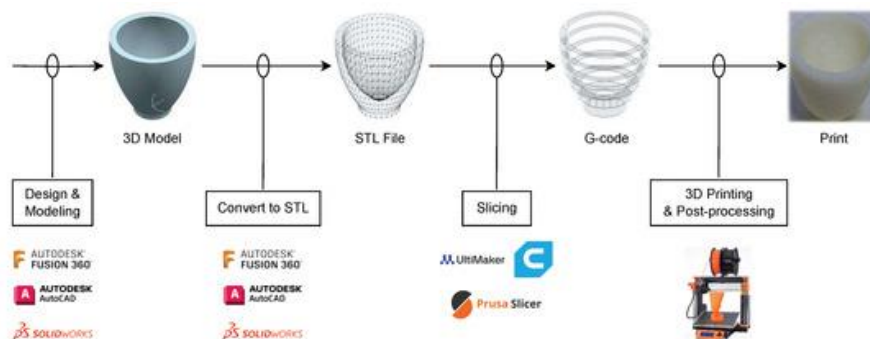 3D Model
STL File
G-code
Print
Design &
Modeling
Convert to STL
Slicing
3D Printing
& Post-processing
AUTODESK
FUSION 360
AUTODESK
AutoCAD
SOLIDWORKS
AUTODESK
FUSION 360
AUTODESK
AutoCAD
SOLIDWORKS
UltiMaker
Prusa Slicer